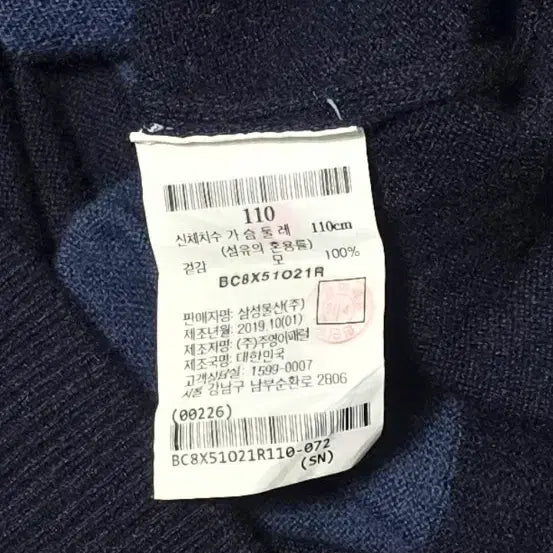 110
신체치수 가슴둘레 110cm
(섬유의 혼용률)
겉감 모 100%
BC8X51O21R
판매자명: 삼성물산(주)
제조년월: 2019.10(01)
제조자명: (주)주영어패럴
제조국명: 대한민국
고객상담실: 1599-0007
서울 강남구 남부순환로 2806
(00226)
BC8X51O21R110-072
(SN)